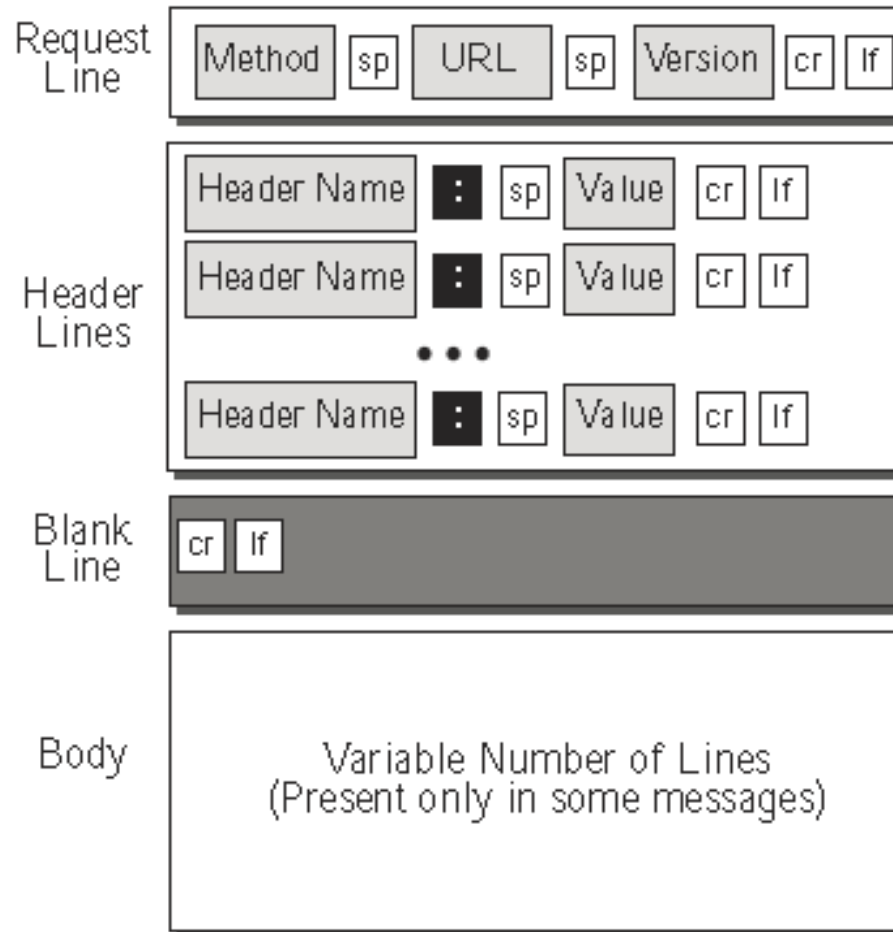 Request
Line
Method sp URL sp Version cr lf
Header
Lines
Header Name : sp Value cr lf
Header Name : sp Value cr lf
•••
Header Name : sp Value cr lf
Blank
Line
cr lf
Body
Variable Number of Lines
(Present only in some messages)